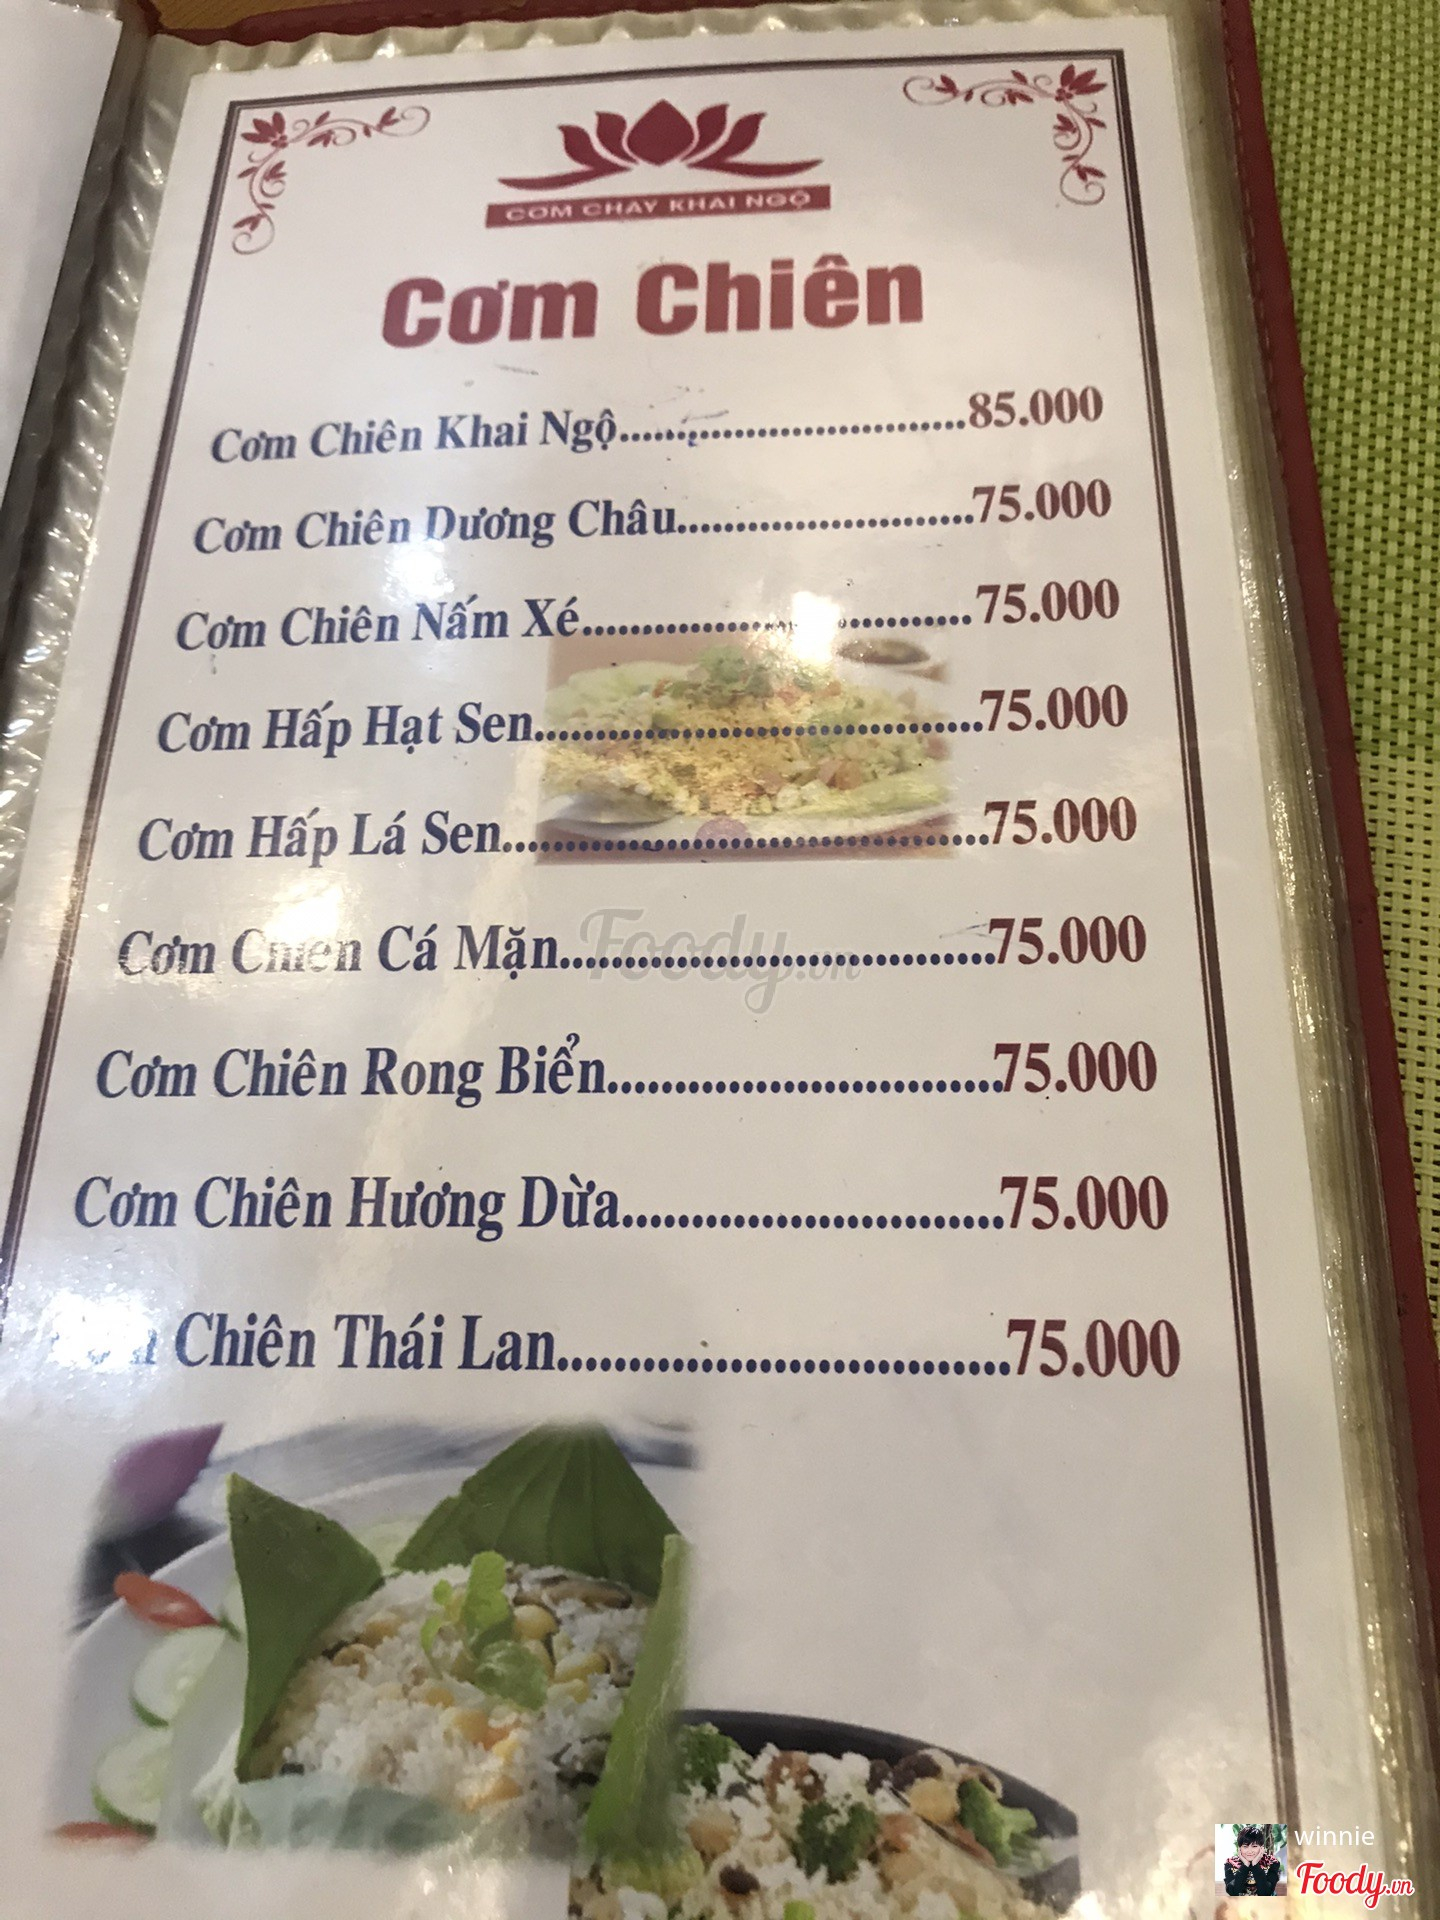 CƠM CHAY KHAI NGỘ
Cơm Chiên
Cơm Chiên Khai Ngộ..............................85.000
Cơm Chiên Dương Châu.........................75.000
Cơm Chiên Nấm Xé.................................75.000
Cơm Hấp Hạt Sen.......................................75.000
Cơm Hấp Lá Sen.........................................75.000
Cơm Chiên Cá Mặn....................................75.000
Foody.vn
Cơm Chiên Rong Biển..............................75.000
Cơm Chiên Hương Dừa............................75.000
Chiên Thái Lan................................75.000
winnie
Foody.vn